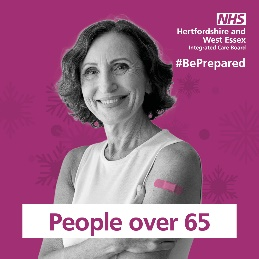 NHS
Hertfordshire and
West Essex
Integrated Care Board
#BePrepared
People over 65